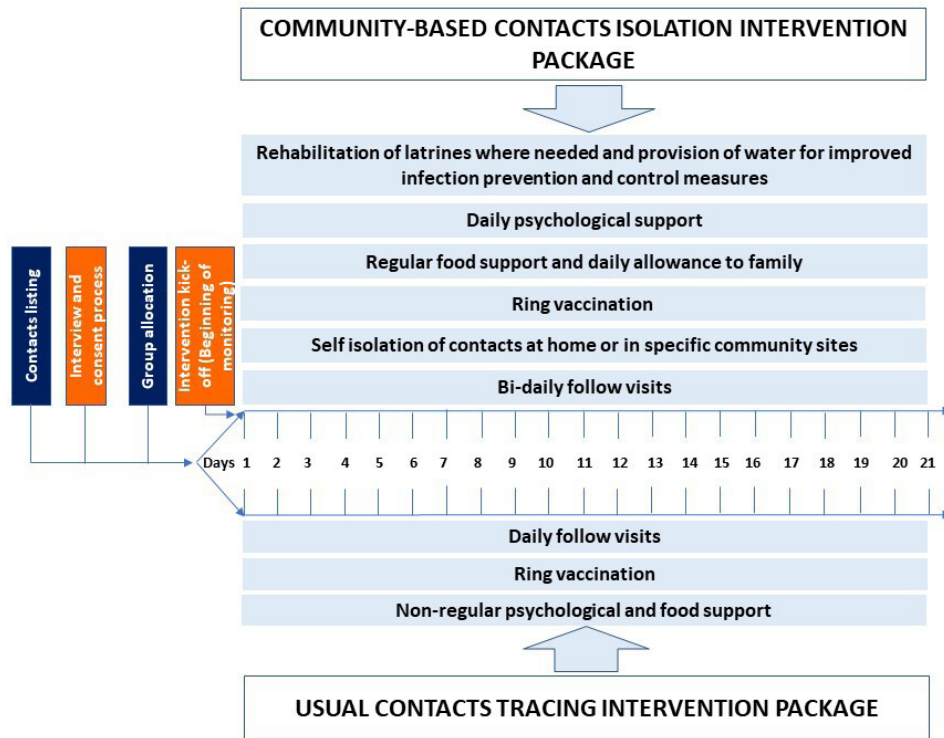 COMMUNITY-BASED CONTACTS ISOLATION INTERVENTION
PACKAGE
Rehabilitation of latrines where needed and provision of water for improved
infection prevention and control measures
Daily psychological support
Regular food support and daily allowance to family
Ring vaccination
Self isolation of contacts at home or in specific community sites
Bi-daily follow visits
Contacts listing
Interview and
consent process
Group allocation
Intervention kick-
off (Beginning of
monitoring)
Days 1 2 3 4 5 6 7 8 9 10 11 12 13 14 15 16 17 18 19 20 21
Daily follow visits
Ring vaccination
Non-regular psychological and food support
USUAL CONTACTS TRACING INTERVENTION PACKAGE